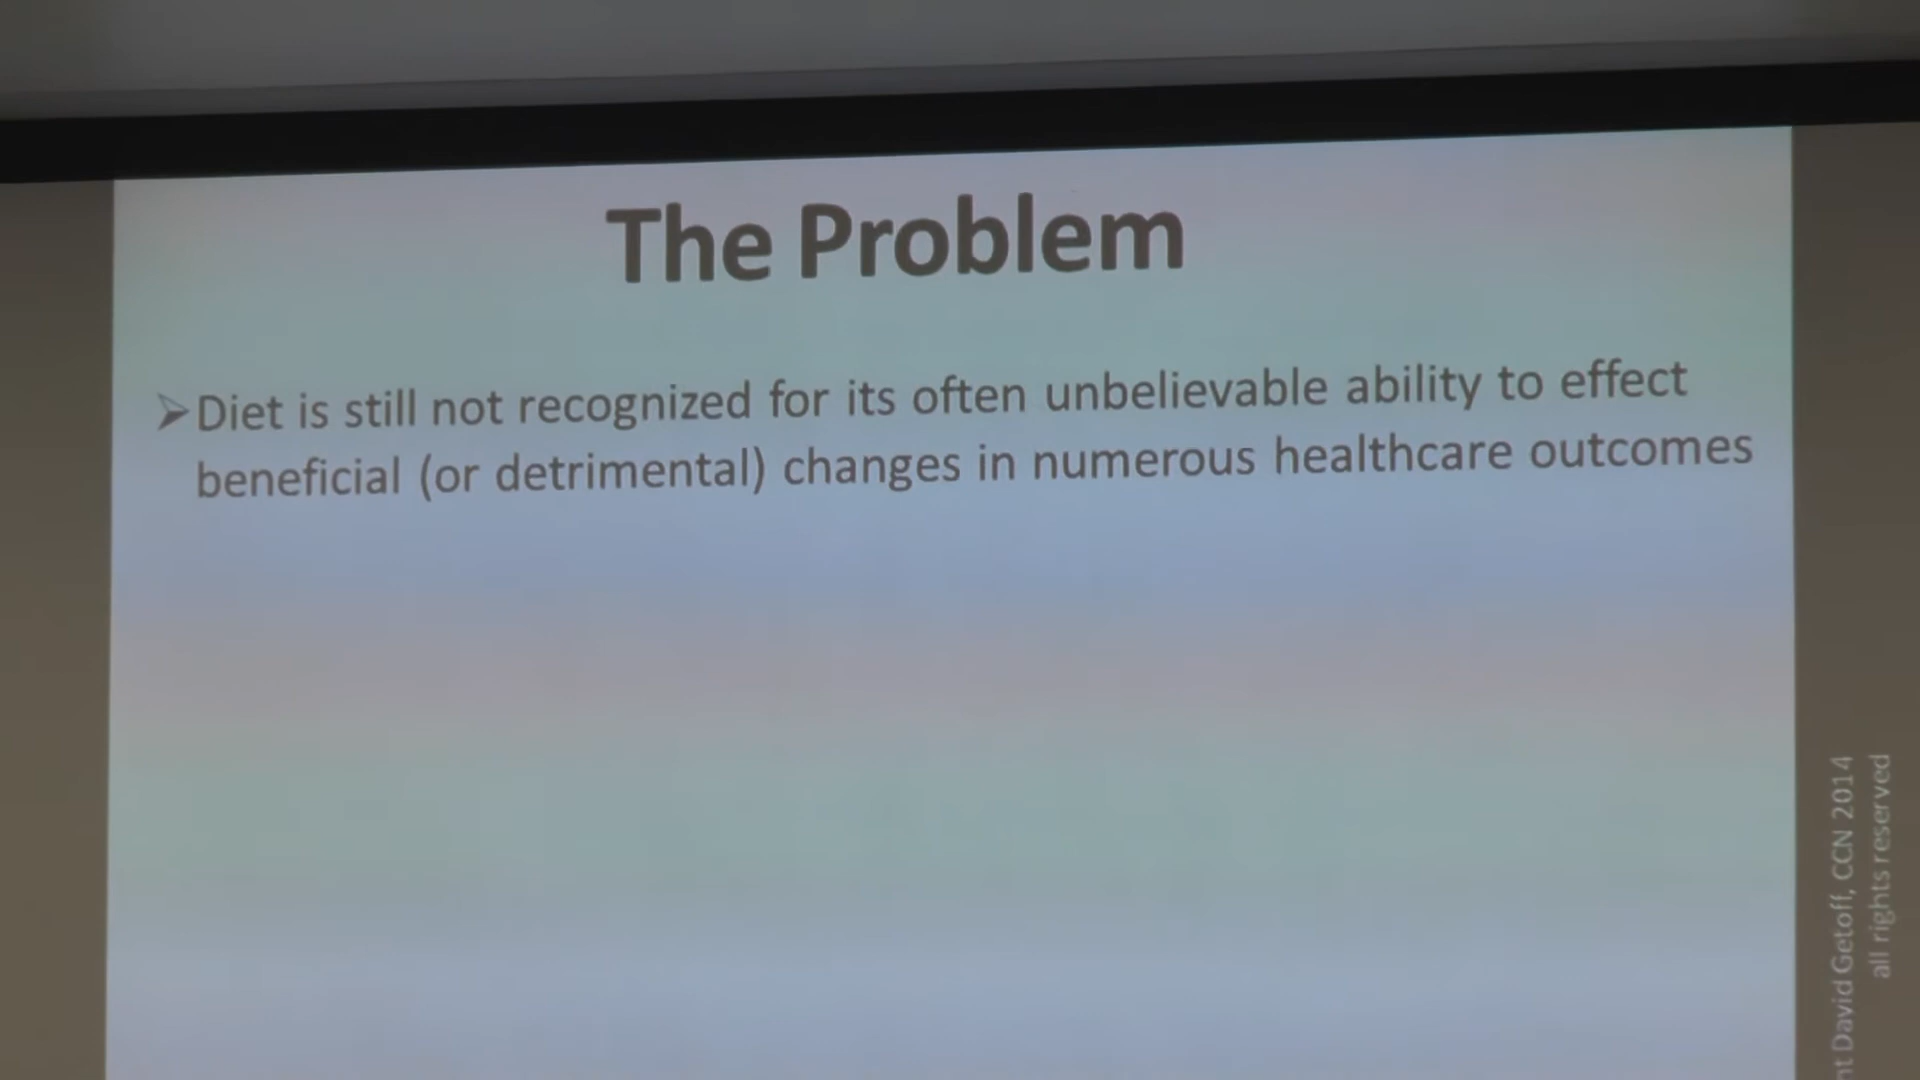 The Problem
➢Diet is still not recognized for its often unbelievable ability to effect
beneficial (or detrimental) changes in numerous healthcare outcomes
David Getoff, CCN 2014
all rights reserved